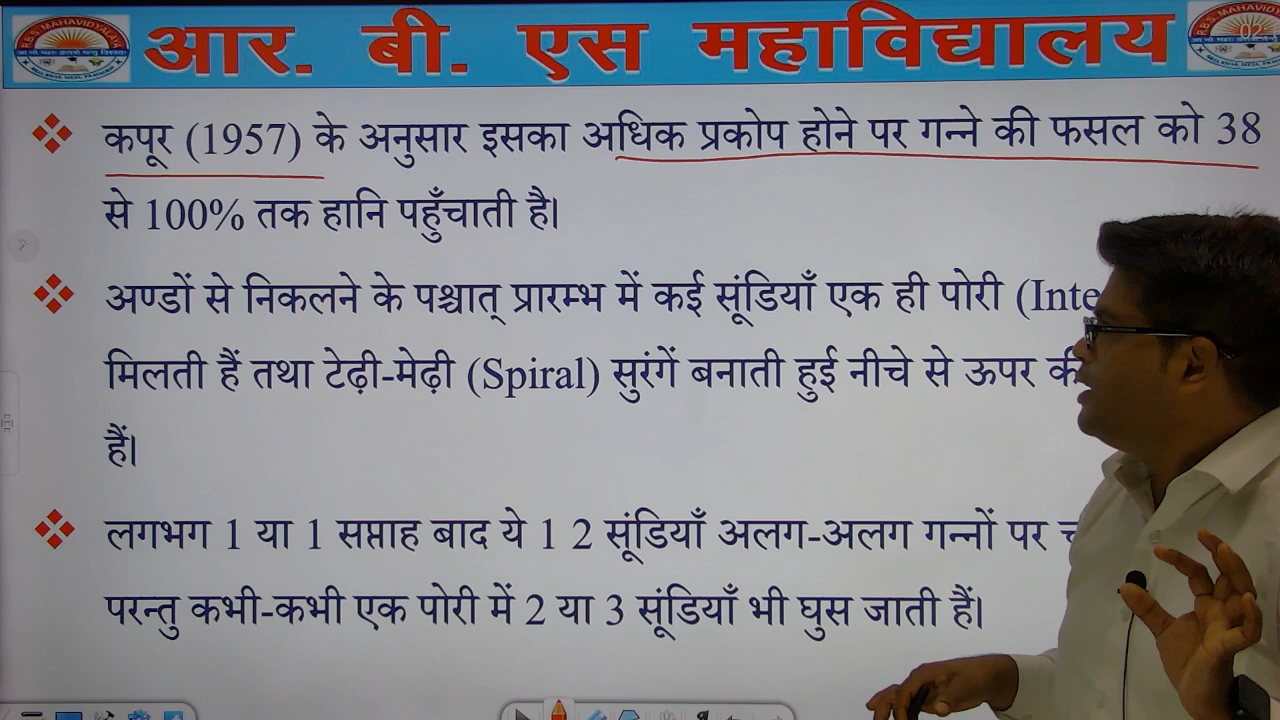 आर. बी. एस महाविद्यालय
R.B.S. MAHAVIDYALAYA
02
कपूर (1957) के अनुसार इसका अधिक प्रकोप होने पर गन्ने की फसल को 38
से 100% तक हानि पहुँचाती है।
अण्डों से निकलने के पश्चात् प्रारम्भ में कई सूंडियाँ एक ही पोरी (Inte
मिलती हैं तथा टेढ़ी-मेढ़ी (Spiral) सुरंगें बनाती हुई नीचे से ऊपर की
हैं।
लगभग 1 या 1 सप्ताह बाद ये 1 2 सूंडियाँ अलग-अलग गन्नों पर च
परन्तु कभी-कभी एक पोरी में 2 या 3 सूंडियाँ भी घुस जाती हैं।